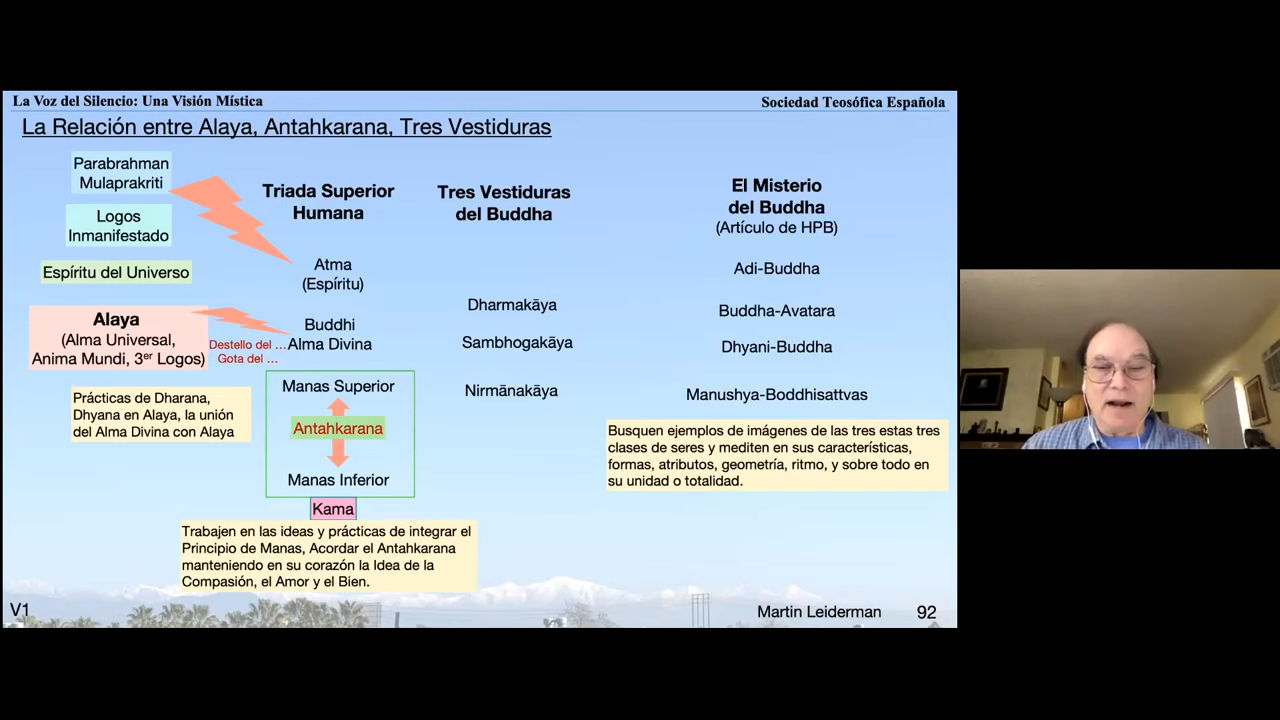 La Voz del Silencio: Una Visión Mística
Sociedad Teosófica Española
La Relación entre Alaya, Antahkarana, Tres Vestiduras
Parabrahman
Mulaprakriti
Logos
Inmanifestado
Espíritu del Universo
Alaya
(Alma Universal,
Anima Mundi, 3er Logos)
Prácticas de Dharana,
Dhyana en Alaya, la unión
del Alma Divina con Alaya
Triada Superior
Humana
Atma
(Espíritu)
Buddhi
Alma Divina
Destello del ...
Gota del ...
Manas Superior
Antahkarana
Manas Inferior
Kama
Trabajen en las ideas y prácticas de integrar el
Principio de Manas, Acordar el Antahkarana
manteniendo en su corazón la Idea de la
Compasión, el Amor y el Bien.
Tres Vestiduras
del Buddha
Dharmakāya
Sambhogakāya
Nirmānakāya
El Misterio
del Buddha
(Artículo de HPB)
Adi-Buddha
Buddha-Avatara
Dhyani-Buddha
Manushya-Boddhisattvas
Busquen ejemplos de imágenes de las tres estas tres
clases de seres y mediten en sus características,
formas, atributos, geometría, ritmo, y sobre todo en
su unidad o totalidad.
V1
Martin Leiderman
92